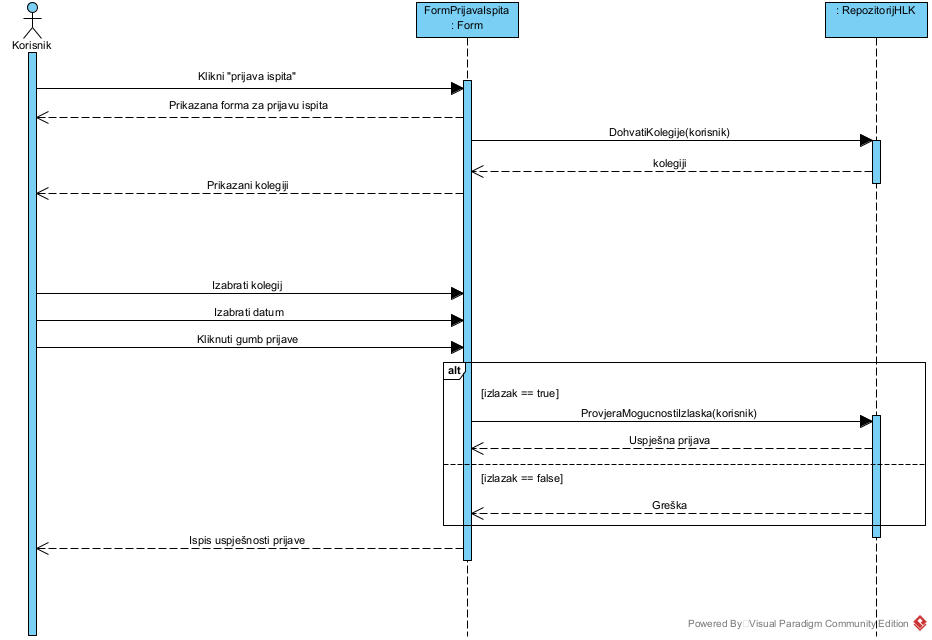 FormPrijavaIspita
: Form
: RepozitorijHLK
Korisnik
Klikni "prijava ispita"
Prikazana forma za prijavu ispita
DohvatiKolegije(korisnik)
kolegiji
Prikazani kolegiji
Izabrati kolegij
Izabrati datum
Kliknuti gumb prijave
alt
[izlazak == true]
ProvjeraMogucnostiIzlaska(korisnik)
Uspješna prijava
[izlazak == false]
Greška
Ispis uspješnosti prijave
Powered By Visual Paradigm Community Edition